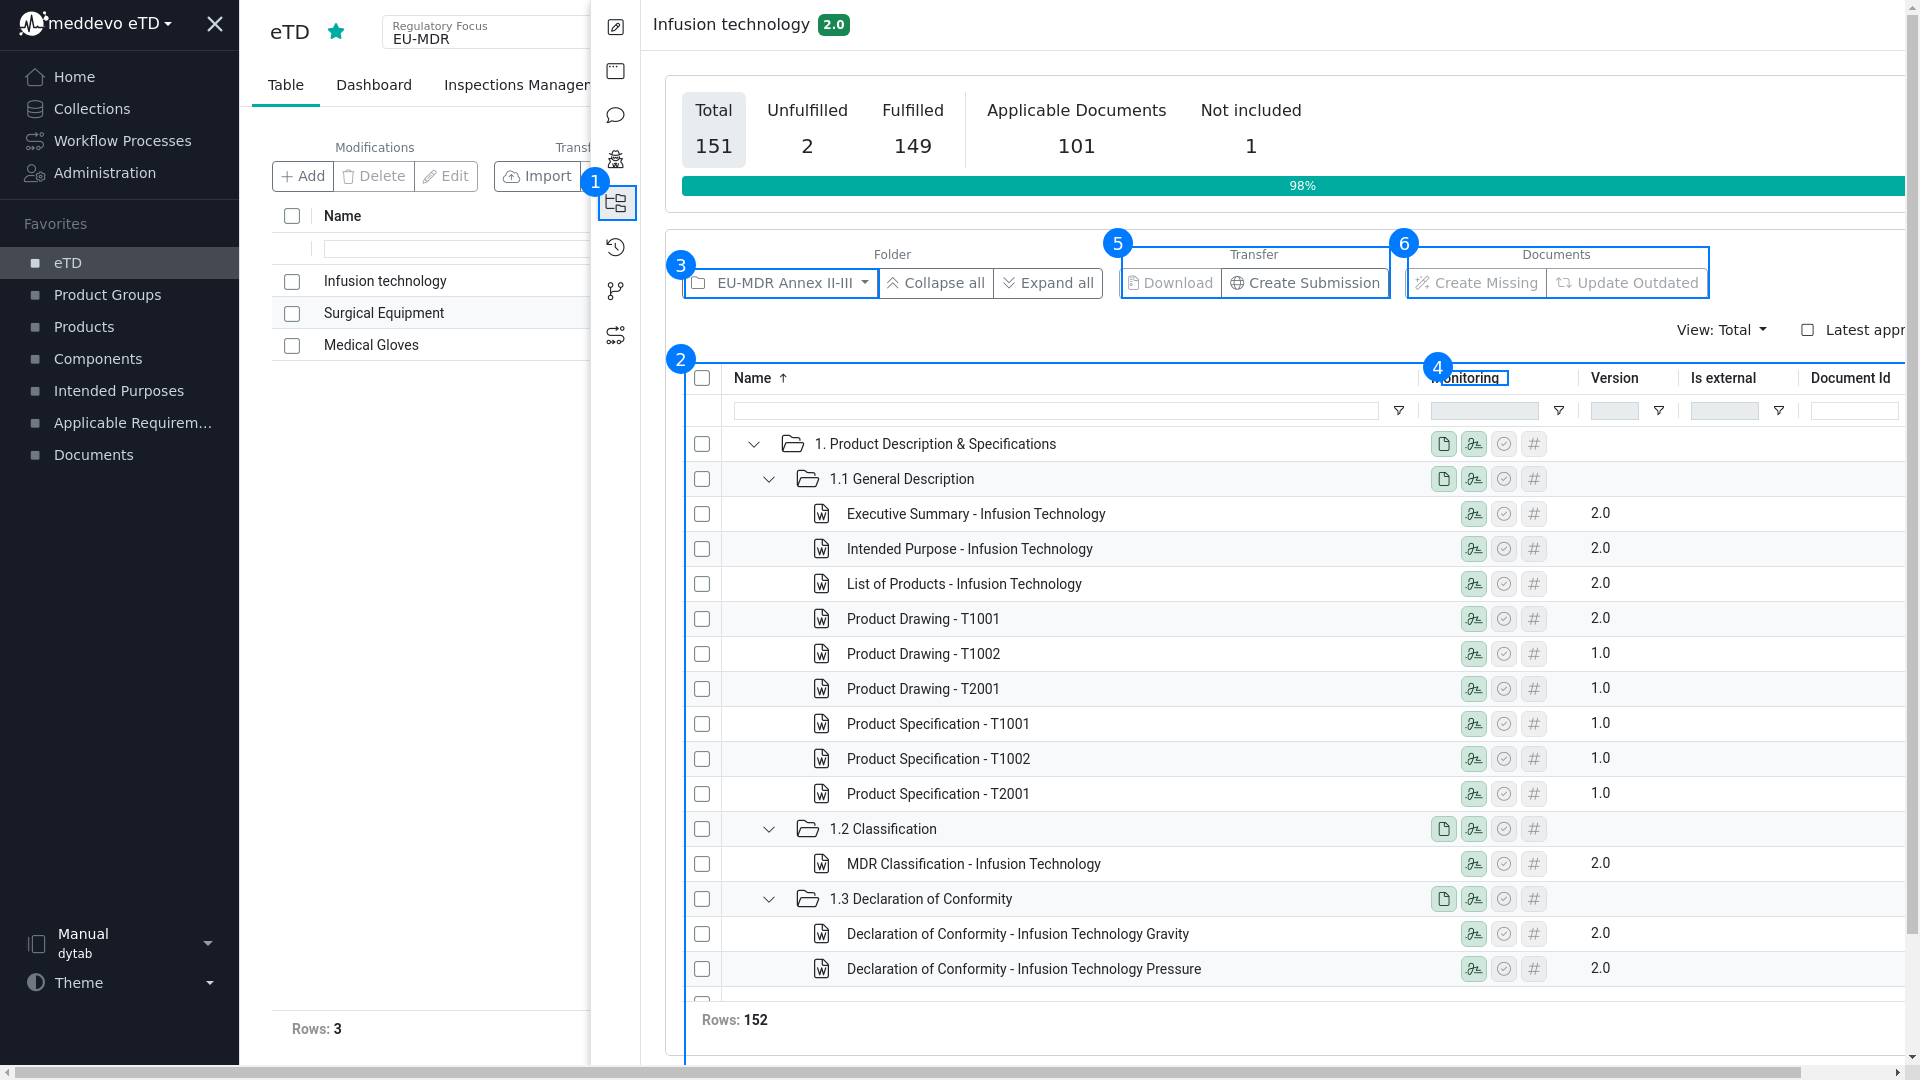 meddevo eTD
Home
Collections
Workflow Processes
Administration
Favorites
eTD
Product Groups
Products
Components
Intended Purposes
Applicable Requirem...
Documents
Manual
dytab
Theme
eTD
Regulatory Focus
EU-MDR
Table Dashboard Inspections Manager
Modifications
Add Delete Edit Import
Name
Infusion technology
Surgical Equipment
Medical Gloves
Rows: 3
1
Infusion technology 2.0
Total Unfulfilled Fulfilled Applicable Documents Not included
151 2 149 101 1
98%
3 Folder 5 Transfer 6 Documents
EU-MDR Annex II-III Collapse all Expand all Download Create Submission Create Missing Update Outdated
View: Total Latest appr
2 4
Name ↑ Monitoring Version Is external Document Id
1. Product Description & Specifications
1.1 General Description
Executive Summary - Infusion Technology 2.0
Intended Purpose - Infusion Technology 2.0
List of Products - Infusion Technology 2.0
Product Drawing - T1001 2.0
Product Drawing - T1002 1.0
Product Drawing - T2001 1.0
Product Specification - T1001 1.0
Product Specification - T1002 1.0
Product Specification - T2001 1.0
1.2 Classification
MDR Classification - Infusion Technology 2.0
1.3 Declaration of Conformity
Declaration of Conformity - Infusion Technology Gravity 2.0
Declaration of Conformity - Infusion Technology Pressure 2.0
Rows: 152